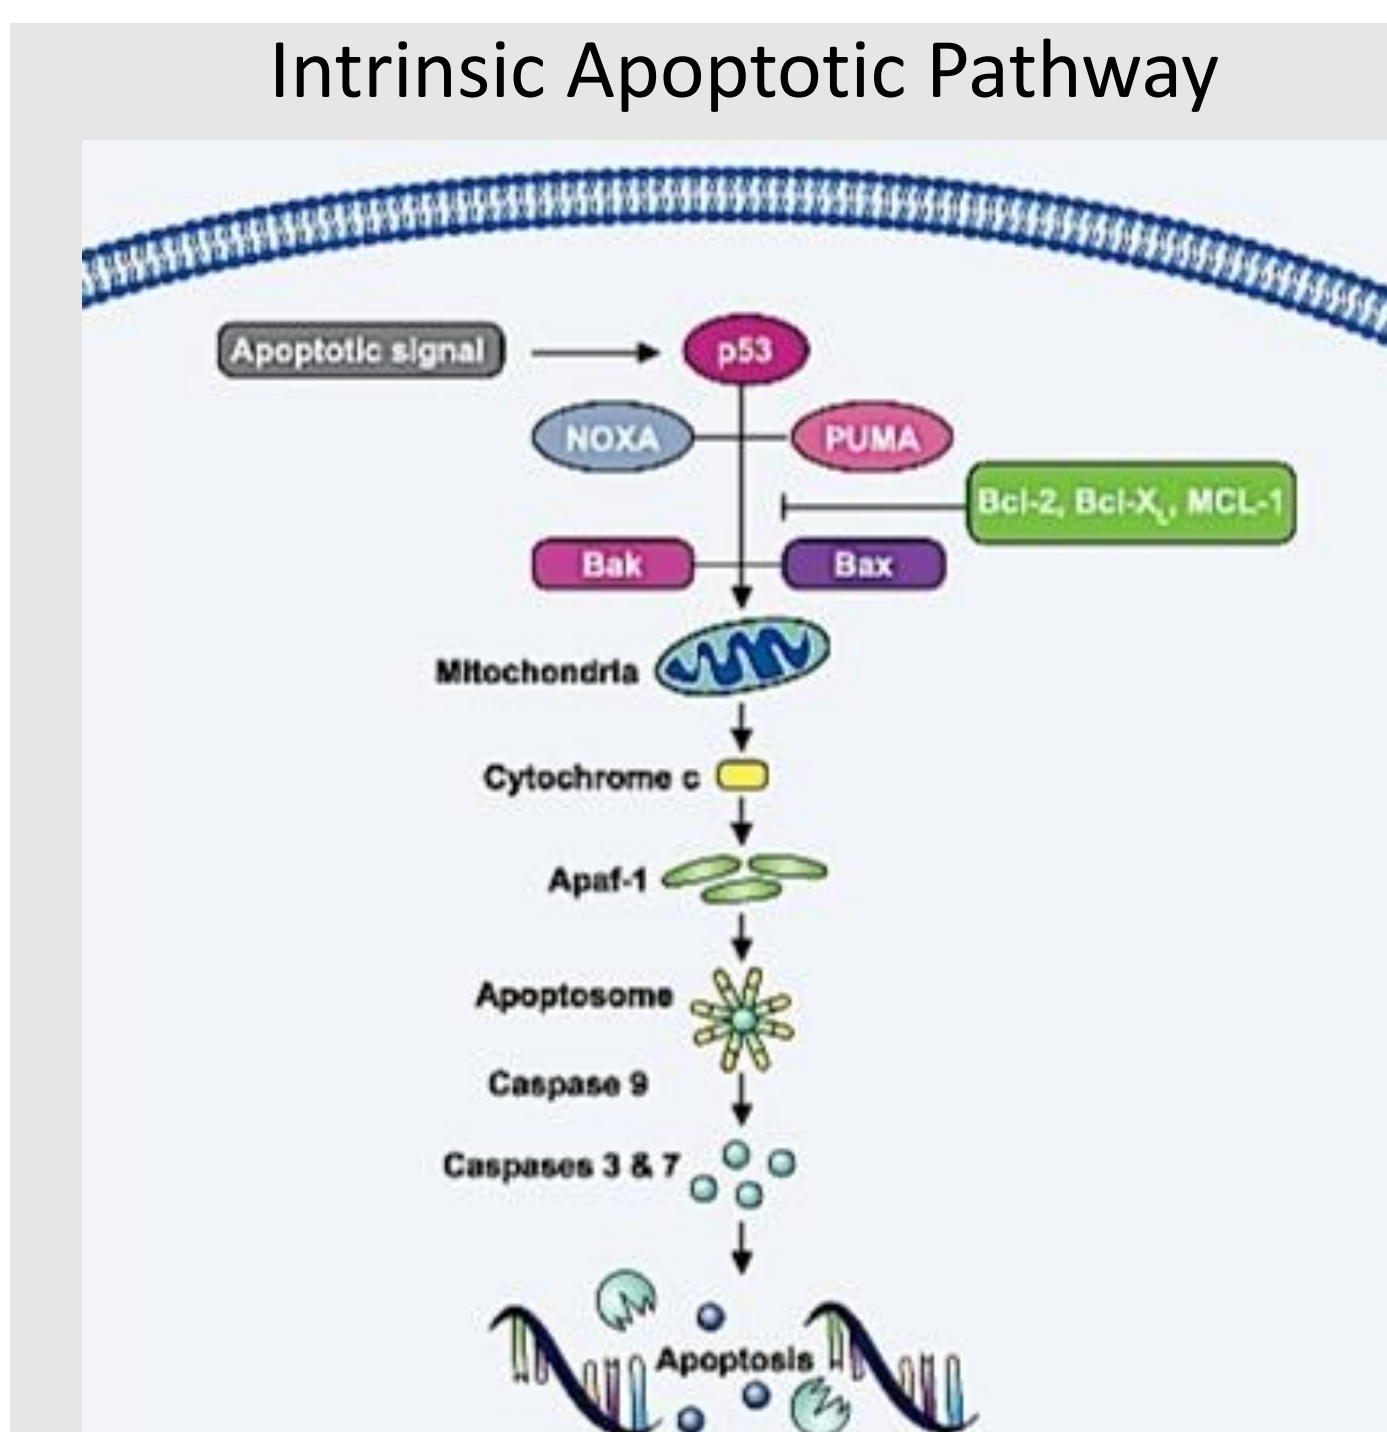 Intrinsic Apoptotic Pathway
Apoptotic signal
p53
NOXA
PUMA
Bcl-2, Bcl-XL, MCL-1
Bak
Bax
Mitochondria
Cytochrome c
Apaf-1
Apoptosome
Caspase 9
Caspases 3 & 7
Apoptosis